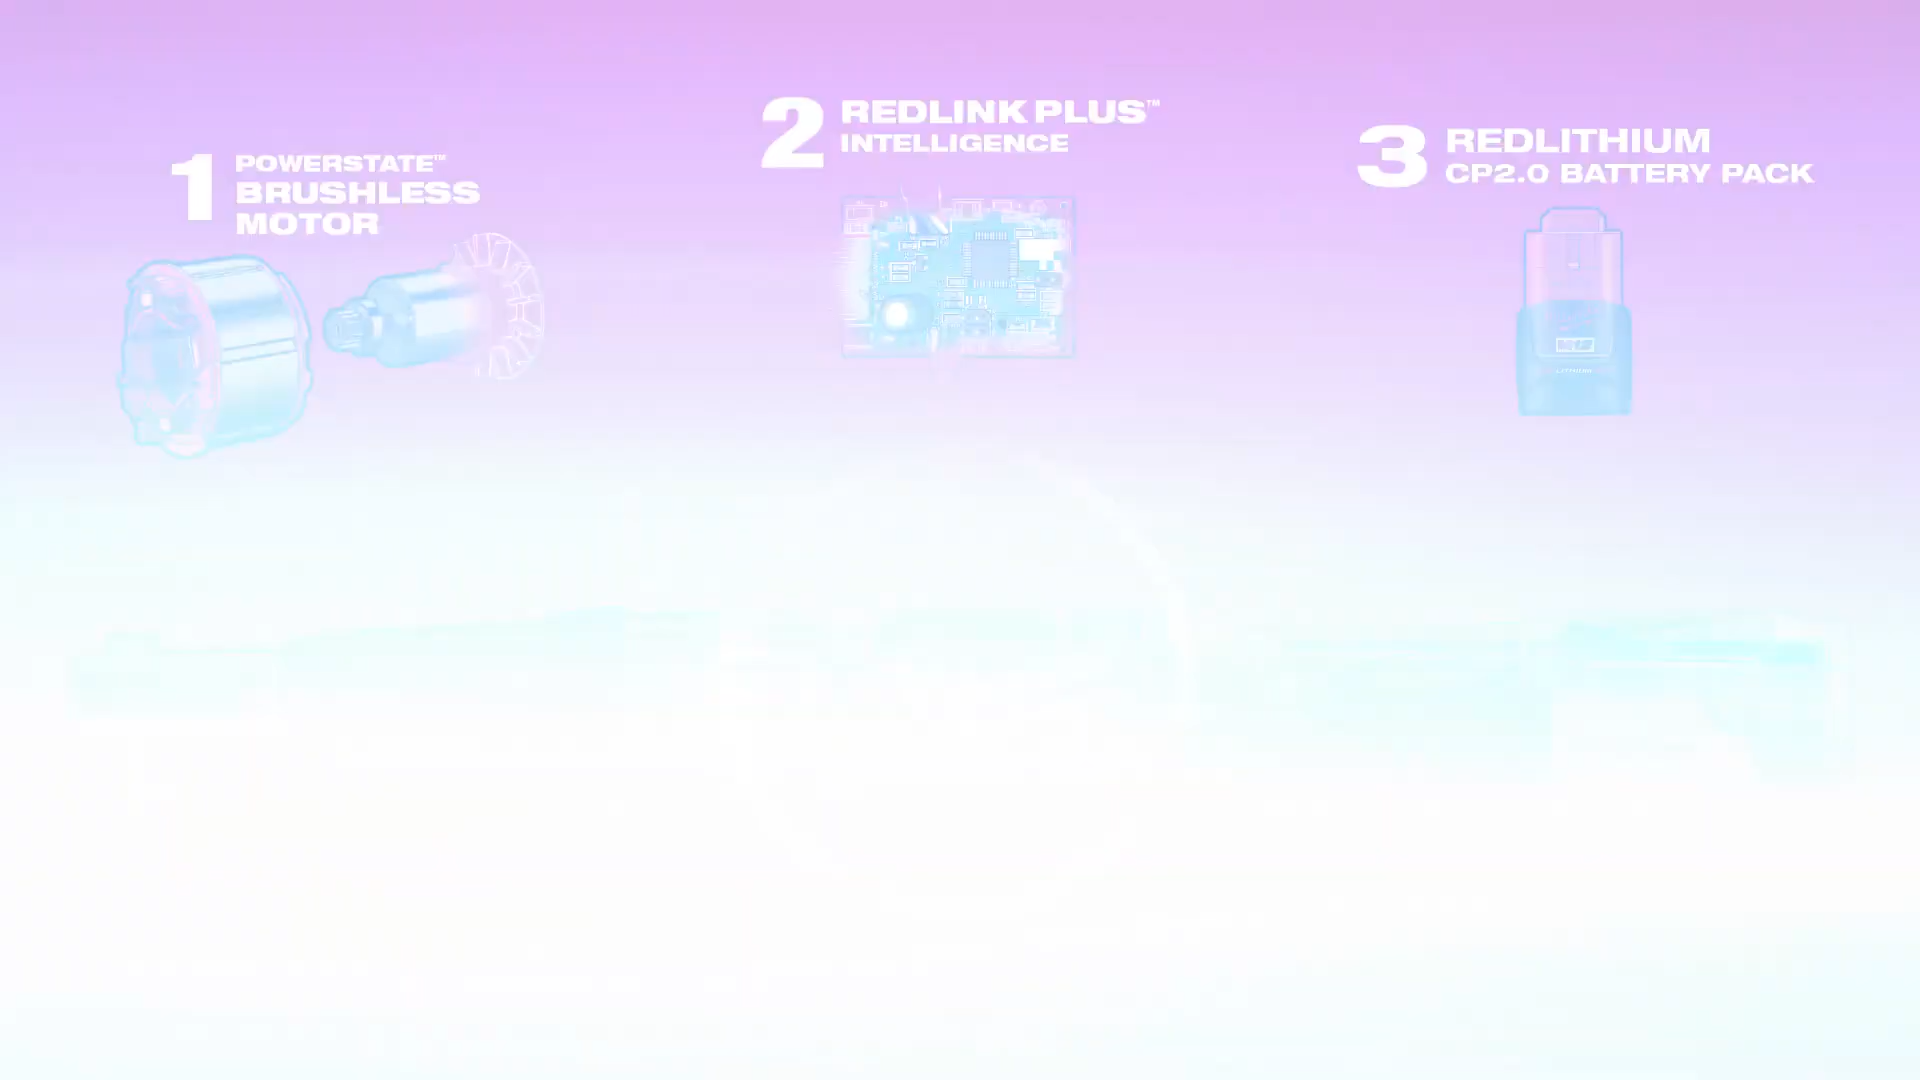 1 POWERSTATE™
BRUSHLESS
MOTOR
2 REDLINK PLUS™
INTELLIGENCE
3 REDLITHIUM
CP2.0 BATTERY PACK